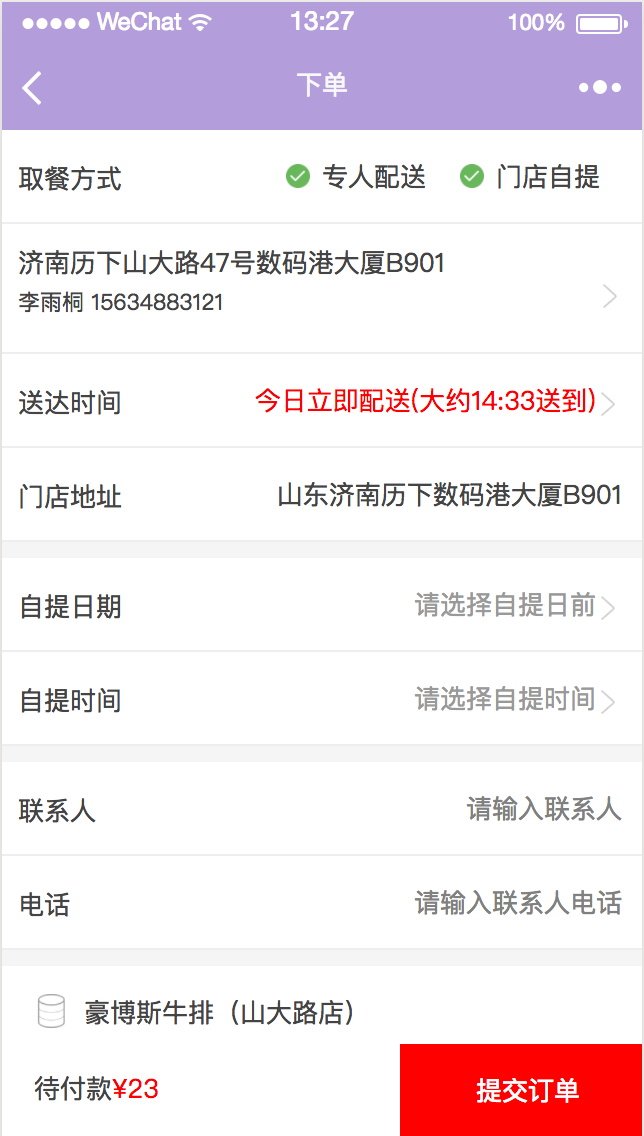 WeChat 13:27 100%
下单
取餐方式 专人配送 门店自提
济南历下山大路47号数码港大厦B901
李雨桐 15634883121
送达时间 今日立即配送(大约14:33送到)
门店地址 山东济南历下数码港大厦B901
自提日期 请选择自提日前
自提时间 请选择自提时间
联系人 请输入联系人
电话 请输入联系人电话
豪博斯牛排（山大路店）
待付款¥23 提交订单